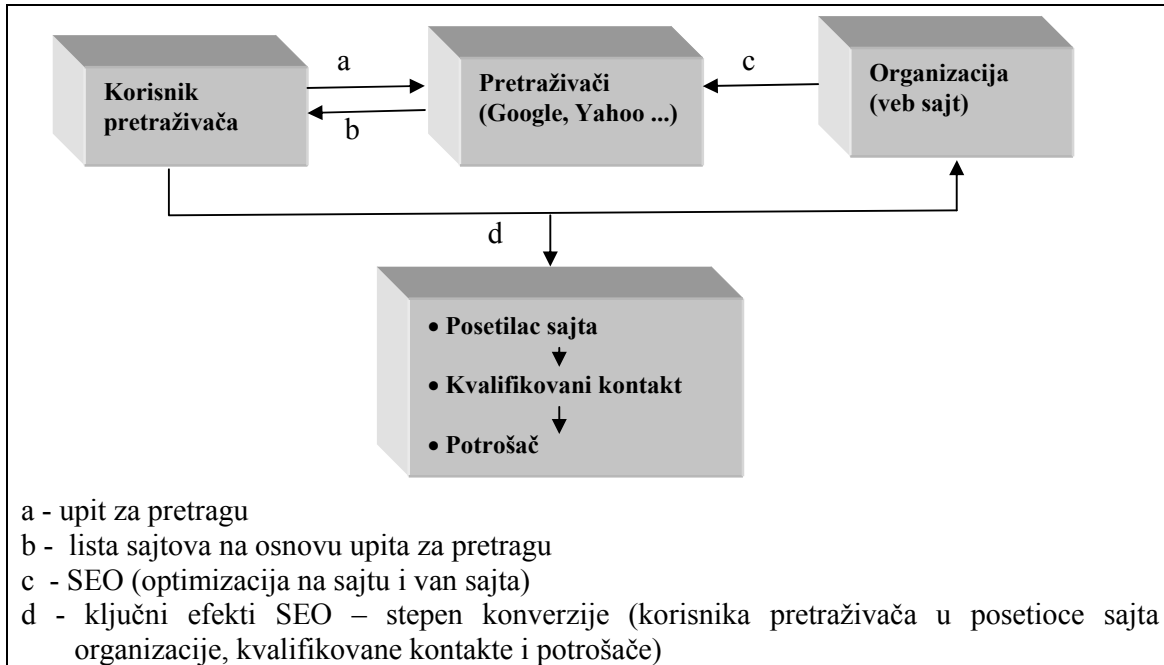 a
c
Korisnik
pretraživača
Pretraživači
(Google, Yahoo ...)
Organizacija
(veb sajt)
b
d
• Posetilac sajta
• Kvalifikovani kontakt
• Potrošač
a - upit za pretragu
b - lista sajtova na osnovu upita za pretragu
c - SEO (optimizacija na sajtu i van sajta)
d - ključni efekti SEO – stepen konverzije (korisnika pretraživača u posetioce sajta
organizacije, kvalifikovane kontakte i potrošače)